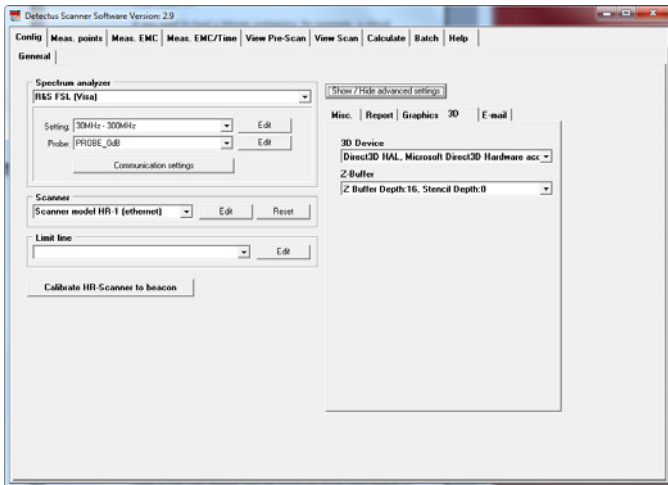 Detectus Scanner Software Version: 2.9
Config Meas. points Meas. EMC Meas. EMC/Time View Pre-Scan View Scan Calculate Batch Help
General
Spectrum analyzer
R&S FSL (Visa)
Setting: 30MHz - 300MHz Edit
Probe: PROBE_0dB Edit
Communication settings
Scanner
Scanner model HR-1 (ethernet) Edit Reset
Limit line
Edit
Calibrate HR-Scanner to beacon
Show / Hide advanced settings
Misc. Report Graphics 3D E-mail
3D Device
Direct3D HAL, Microsoft Direct3D Hardware acc
Z-Buffer
Z Buffer Depth:16, Stencil Depth:0